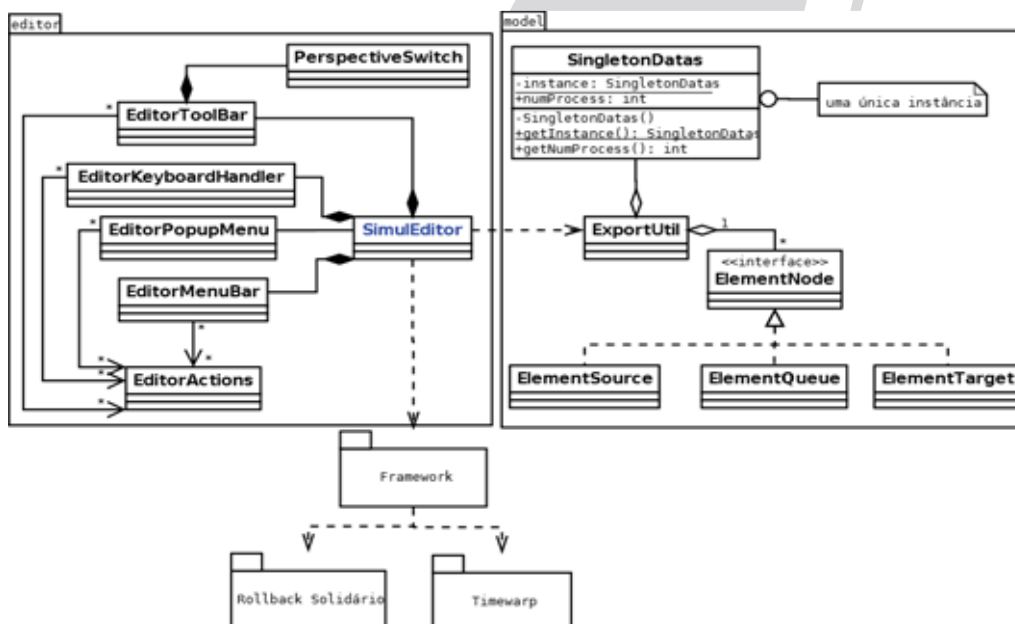 editor
PerspectiveSwitch
EditorToolBar
*
EditorKeyboardHandler
*
EditorPopupMenu
*
SimulEditor
EditorMenuBar
*
*
*
*
*
EditorActions
model
SingletonDatas
-instance: SingletonDatas
+numProcess: int
-SingletonDatas()
+getInstance(): SingletonDatas
+getNumProcess(): int
uma única instância
ExportUtil
1
*
<<interface>>
ElementNode
ElementSource
ElementQueue
ElementTarget
Framework
Rollback Solidário
Timewarp